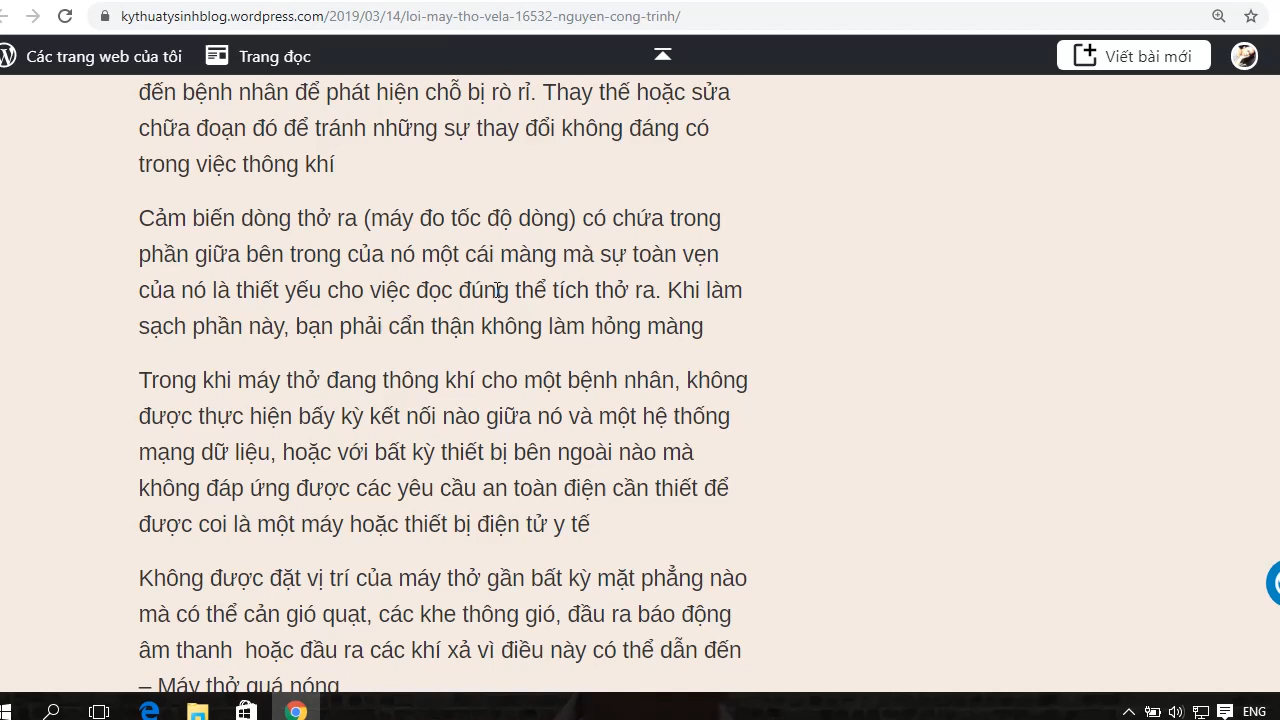 kythuatysinhblog.wordpress.com/2019/03/14/loi-may-tho-vela-16532-nguyen-cong-trinh/
Các trang web của tôi
Trang đọc
Viết bài mới
đến bệnh nhân để phát hiện chỗ bị rò rỉ. Thay thế hoặc sửa
chữa đoạn đó để tránh những sự thay đổi không đáng có
trong việc thông khí
Cảm biến dòng thở ra (máy đo tốc độ dòng) có chứa trong
phần giữa bên trong của nó một cái màng mà sự toàn vẹn
của nó là thiết yếu cho việc đọc đúng thể tích thở ra. Khi làm
sạch phần này, bạn phải cẩn thận không làm hỏng màng
Trong khi máy thở đang thông khí cho một bệnh nhân, không
được thực hiện bấy kỳ kết nối nào giữa nó và một hệ thống
mạng dữ liệu, hoặc với bất kỳ thiết bị bên ngoài nào mà
không đáp ứng được các yêu cầu an toàn điện cần thiết để
được coi là một máy hoặc thiết bị điện tử y tế
Không được đặt vị trí của máy thở gần bất kỳ mặt phẳng nào
mà có thể cản gió quạt, các khe thông gió, đầu ra báo động
âm thanh  hoặc đầu ra các khí xả vì điều này có thể dẫn đến
– Máy thở quá nóng
ENG